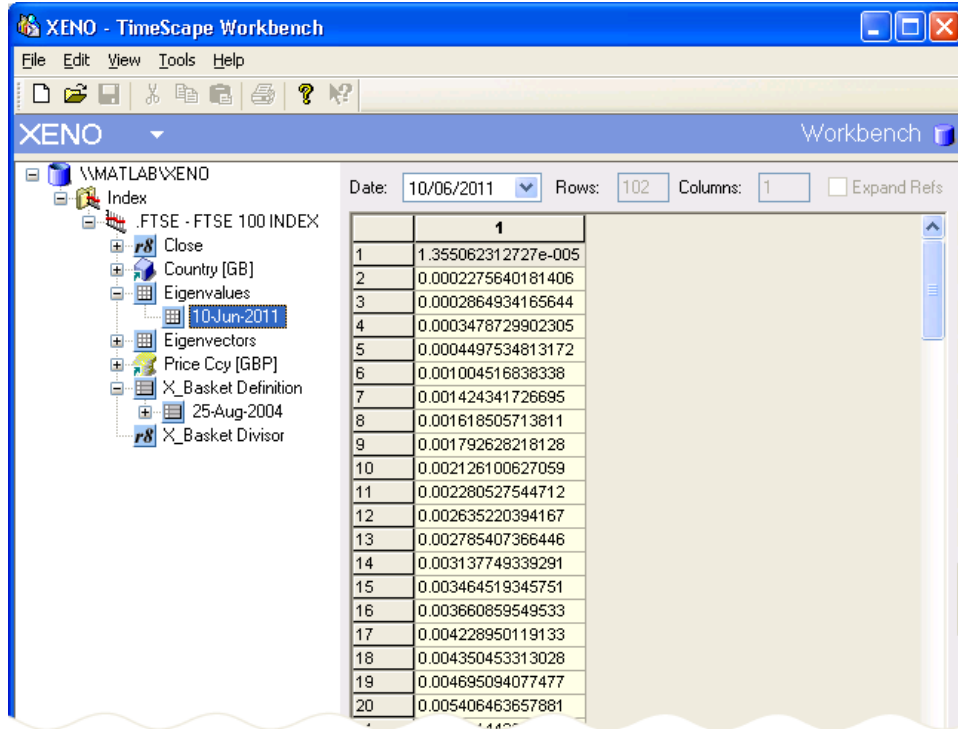 XENO - TimeScape Workbench
File Edit View Tools Help
XENO Workbench
\\MATLAB\XENO
Index
.FTSE - FTSE 100 INDEX
r8 Close
Country [GB]
Eigenvalues
10-Jun-2011
Eigenvectors
Price Ccy [GBP]
X_Basket Definition
25-Aug-2004
r8 X_Basket Divisor
Date: 10/06/2011 Rows: 102 Columns: 1 Expand Refs
1
1 1.355062312727e-005
2 0.0002275640181406
3 0.0002864934165644
4 0.0003478729902305
5 0.0004497534813172
6 0.001004516838338
7 0.001424341726695
8 0.001618505713811
9 0.001792628218128
10 0.002126100627059
11 0.002280527544712
12 0.002635220394167
13 0.002785407366446
14 0.003137749339291
15 0.003464519345751
16 0.003660859549533
17 0.004228950119133
18 0.004350453313028
19 0.004695094077477
20 0.005406463657881